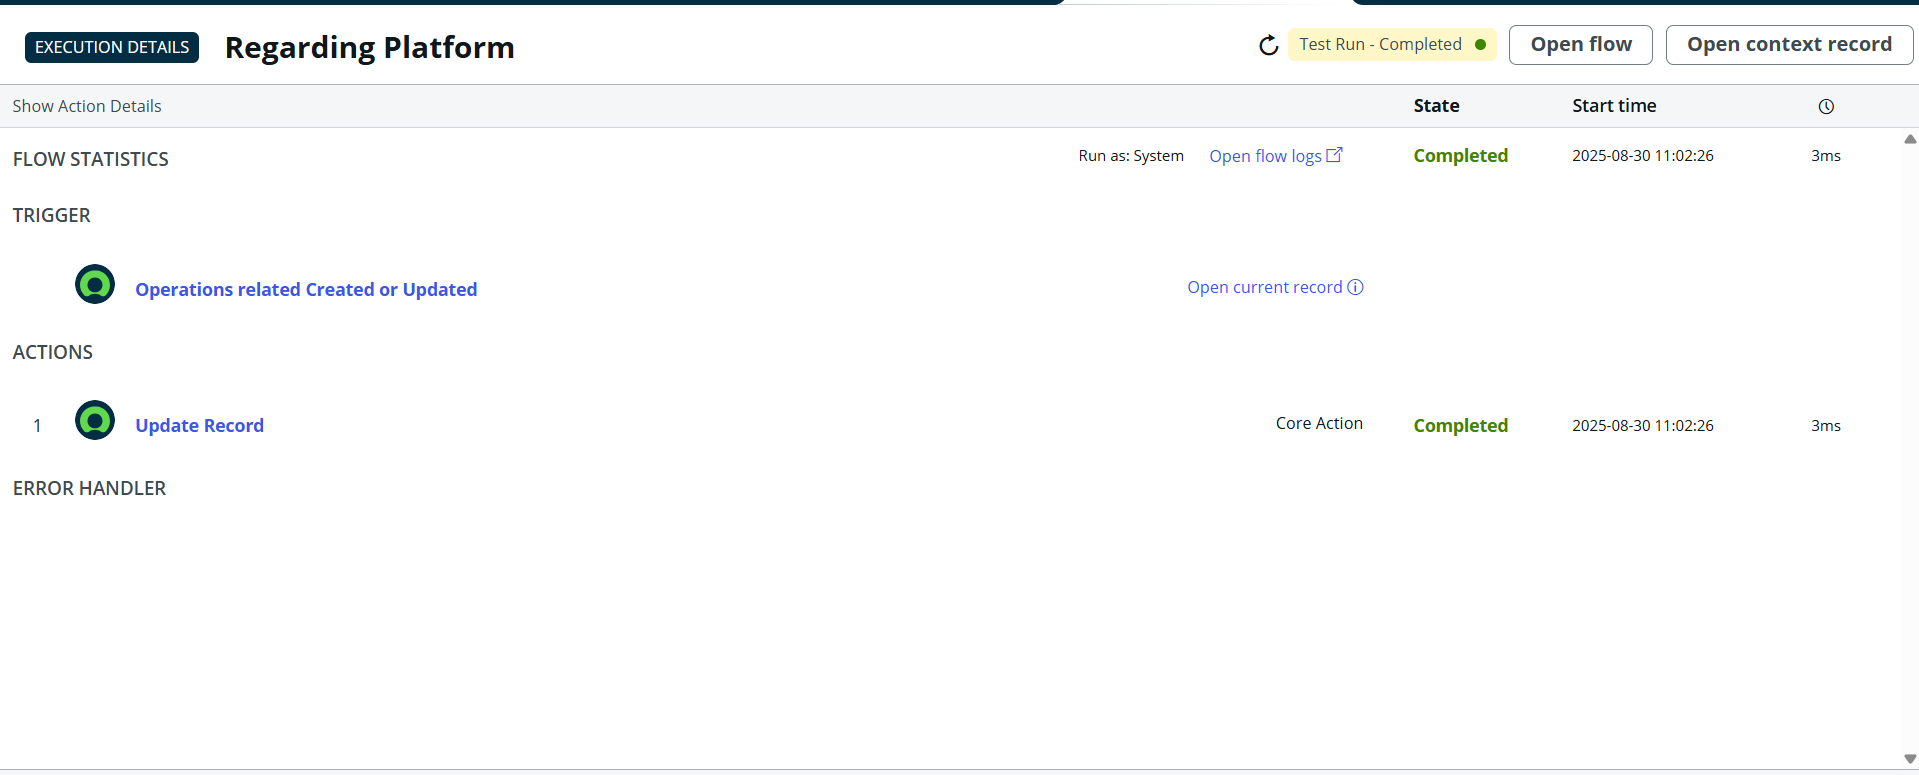 EXECUTION DETAILS Regarding Platform Test Run - Completed Open flow Open context record
Show Action Details State Start time
FLOW STATISTICS Run as: System Open flow logs Completed 2025-08-30 11:02:26 3ms
TRIGGER
Operations related Created or Updated Open current record
ACTIONS
1 Update Record Core Action Completed 2025-08-30 11:02:26 3ms
ERROR HANDLER